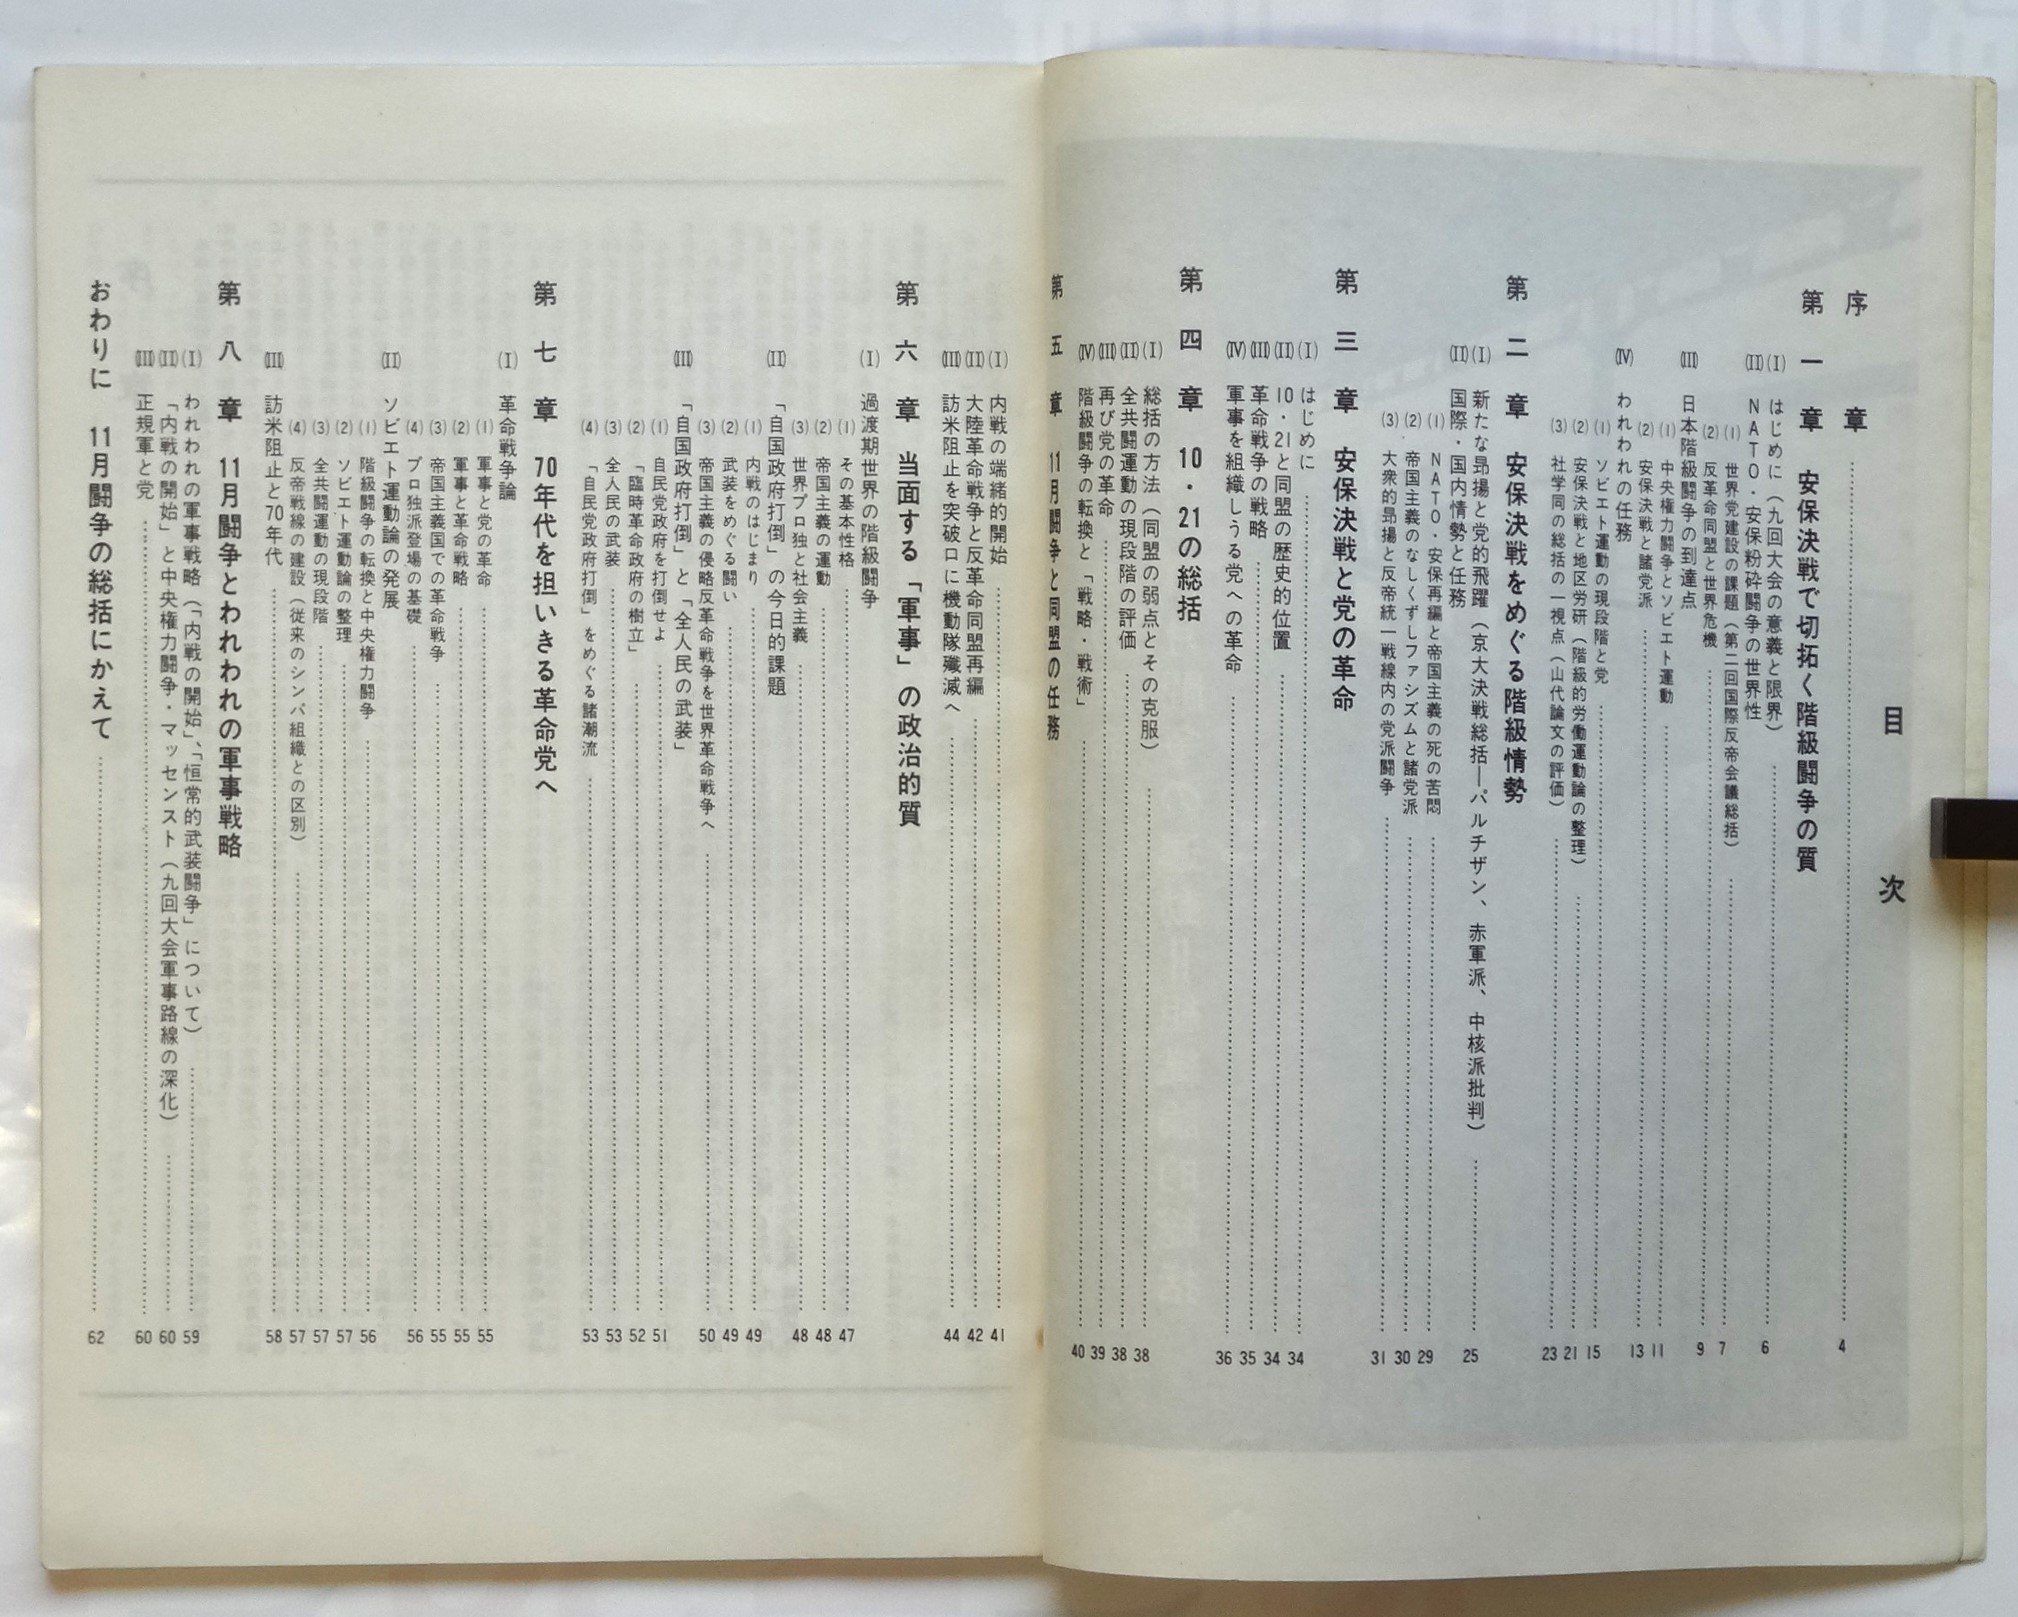 目次
序章 4
第一章 安保決戦で切拓く階級闘争の質
(I) はじめに（九回大会の意義と限界） 6
(II) NATO・安保粉砕闘争の世界性
(1) 世界党建設の課題（第二回国際反帝会議総括） 7
(2) 反革命同盟と世界危機 9
(III) 日本階級闘争の到達点
(1) 中央権力闘争とソビエト運動 11
(2) 安保決戦と諸党派 13
(IV) われわれの任務
(1) ソビエト運動の現段階と党 15
(2) 安保決戦と地区労研（階級的労働運動論の整理） 21
(3) 社学同の総括の一視点（山代論文の評価） 23
第二章 安保決戦をめぐる階級情勢
(I) 新たな昂揚と党的飛躍（京大決戦総括―パルチザン、赤軍派、中核派批判） 25
(II) 国際・国内情勢と任務
(1) NATO・安保再編と帝国主義の死の苦悶 29
(2) 帝国主義のなしくずしファシズムと諸党派 30
(3) 大衆的昂揚と反帝統一戦線内の党派闘争 31
第三章 安保決戦と党の革命
(I) はじめに 34
(II) 10・21と同盟の歴史的位置 34
(III) 革命戦争の戦略 35
(IV) 軍事を組織しうる党への革命 36
第四章 10・21の総括
(I) 総括の方法（同盟の弱点とその克服） 38
(II) 全共闘運動の現段階の評価 38
(III) 再び党の革命 39
(IV) 階級闘争の転換と「戦略・戦術」 40
第五章 11月闘争と同盟の任務
(I) 内戦の端緒的開始 41
(II) 大陸革命戦争と反革命同盟再編 42
(III) 訪米阻止を突破口に機動隊殲滅へ 44
第六章 当面する「軍事」の政治的質
(I) 過渡期世界の階級闘争
(1) その基本性格 47
(2) 帝国主義の運動 48
(3) 世界プロ独と社会主義 48
(II) 「自国政府打倒」の今日的課題
(1) 内戦のはじまり 49
(2) 武装をめぐる闘い 49
(3) 帝国主義の侵略反革命戦争を世界革命戦争へ 50
(III) 「自国政府打倒」と「全人民の武装」
(1) 自民党政府を打倒せよ 51
(2) 「臨時革命政府の樹立」 52
(3) 全人民の武装 53
(4) 「自民党政府打倒」をめぐる諸潮流 53
第七章 70年代を担いきる革命党へ
(I) 革命戦争論
(1) 軍事と党の革命 55
(2) 軍事と革命戦略 55
(3) 帝国主義国での革命戦争 55
(4) プロ独派登場の基礎 56
(II) ソビエト運動論の発展
(1) 階級闘争の転換と中央権力闘争 56
(2) ソビエト運動論の整理 57
(3) 全共闘運動の現段階 57
(4) 反帝戦線の建設（従来のシンパ組織との区別） 57
(III) 訪米阻止と70年代 58
第八章 11月闘争とわれわれの軍事戦略
(I) われわれの軍事戦略（「内戦の開始」、「恒常的武装闘争」について） 59
(II) 「内戦の開始」と中央権力闘争・マッセンスト（九回大会軍事路線の深化） 60
(III) 正規軍と党 60
おわりに 11月闘争の総括にかえて 62